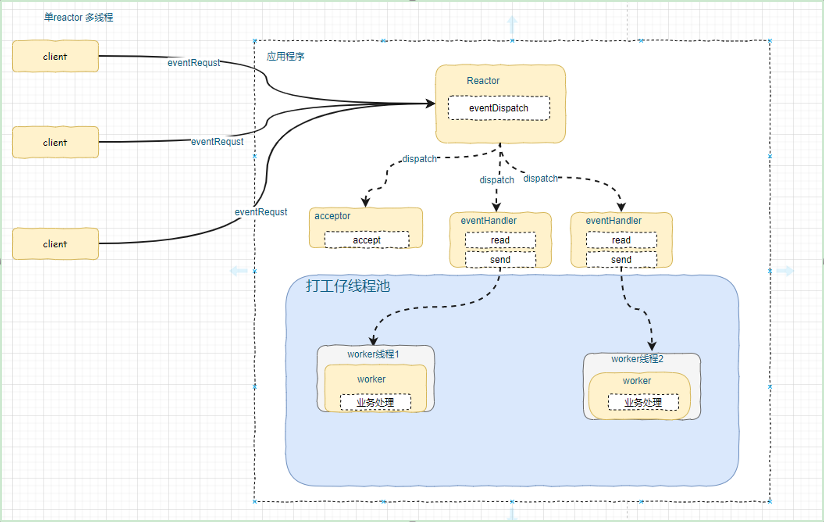 单reactor 多线程
client
eventRequst
应用程序
Reactor
eventDispatch
client
eventRequst
dispatch
dispatch
dispatch
client
eventRequst
acceptor
accept
eventHandler
read
send
eventHandler
read
send
打工仔线程池
worker线程1
worker
业务处理
worker线程2
worker
业务处理